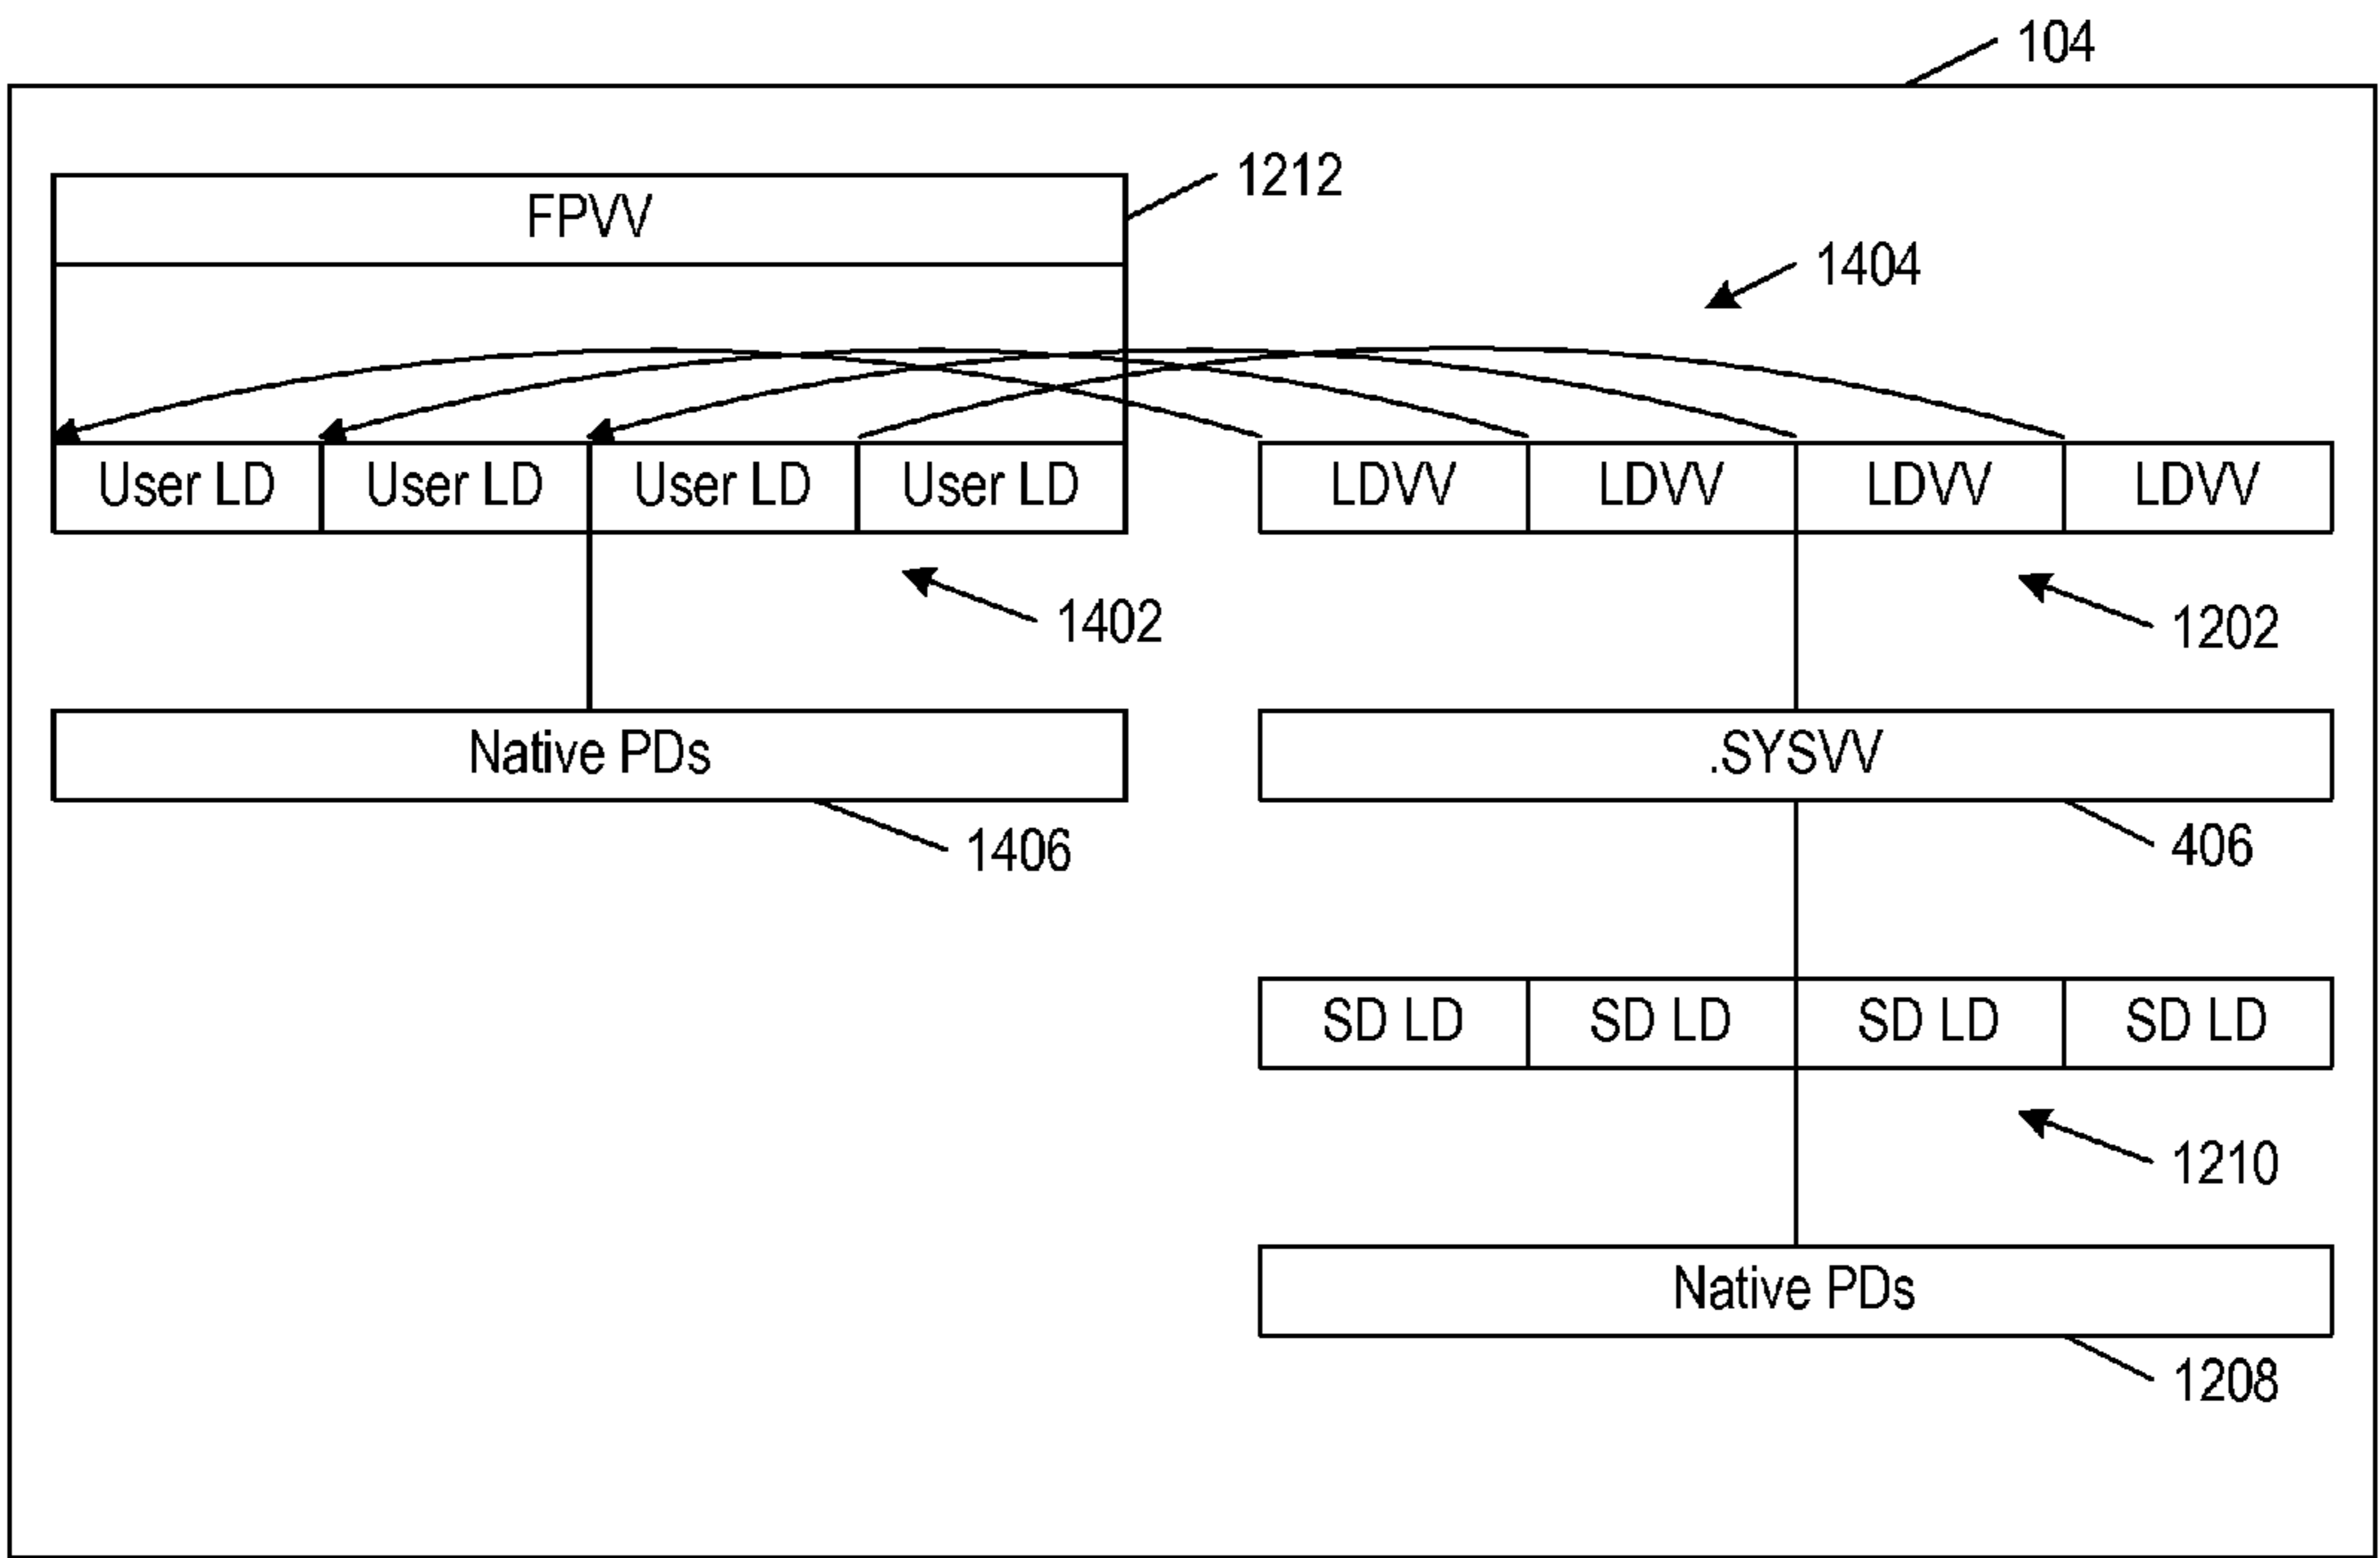 104
FPVV
1212
1404
User LD User LD User LD User LD
LDVV LDVV LDVV LDVV
1402
1202
Native PDs
.SYSVV
1406
406
SD LD SD LD SD LD SD LD
1210
Native PDs
1208